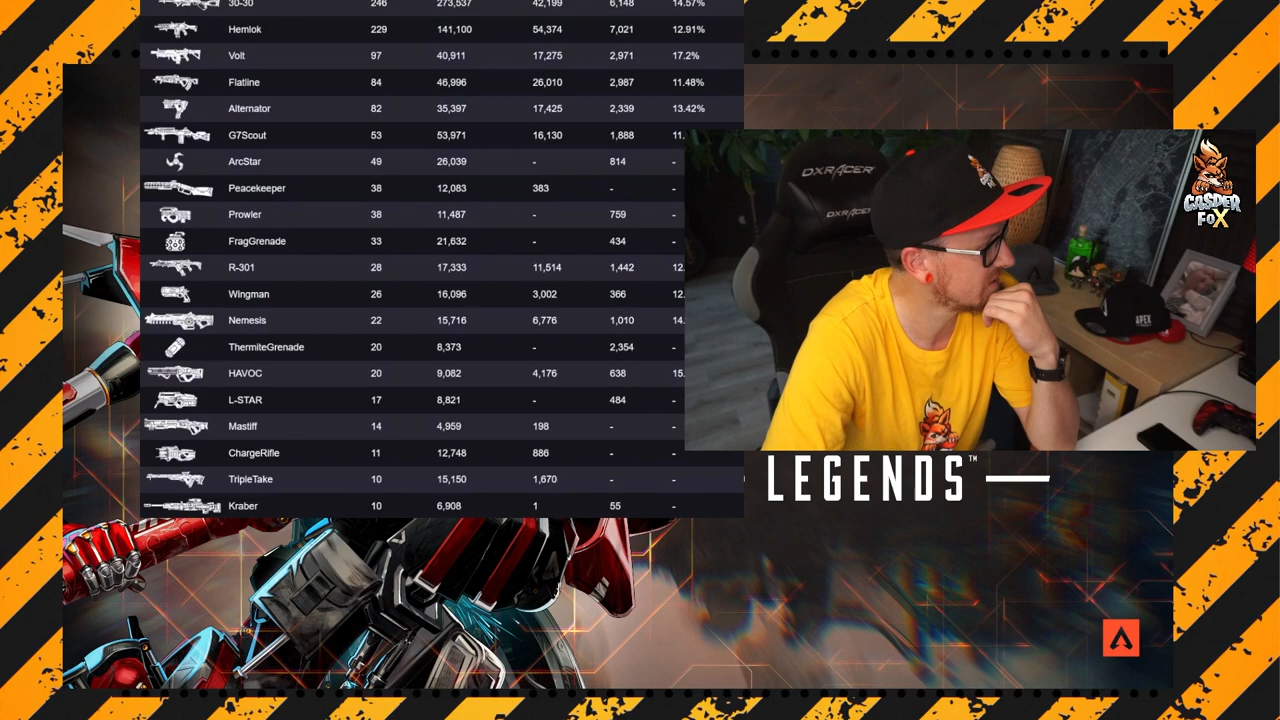 30-30 246 273,537 42,199 6,148 14.57%
Hemlok 229 141,100 54,374 7,021 12.91%
Volt 97 40,911 17,275 2,971 17.2%
Flatline 84 46,996 26,010 2,987 11.48%
Alternator 82 35,397 17,425 2,339 13.42%
G7Scout 53 53,971 16,130 1,888 11.
ArcStar 49 26,039 - 814 -
Peacekeeper 38 12,083 383 - -
Prowler 38 11,487 - 759 -
FragGrenade 33 21,632 - 434 -
R-301 28 17,333 11,514 1,442 12.
Wingman 26 16,096 3,002 366 12.
Nemesis 22 15,716 6,776 1,010 14.
ThermiteGrenade 20 8,373 - 2,354 -
HAVOC 20 9,082 4,176 638 15.
L-STAR 17 8,821 - 484 -
Mastiff 14 4,959 198 - -
ChargeRifle 11 12,748 886 - -
TripleTake 10 15,150 1,670 - -
Kraber 10 6,908 1 55 -
DXRACER
DXRACER
CASPER
FOX
APEX
LEGENDS™